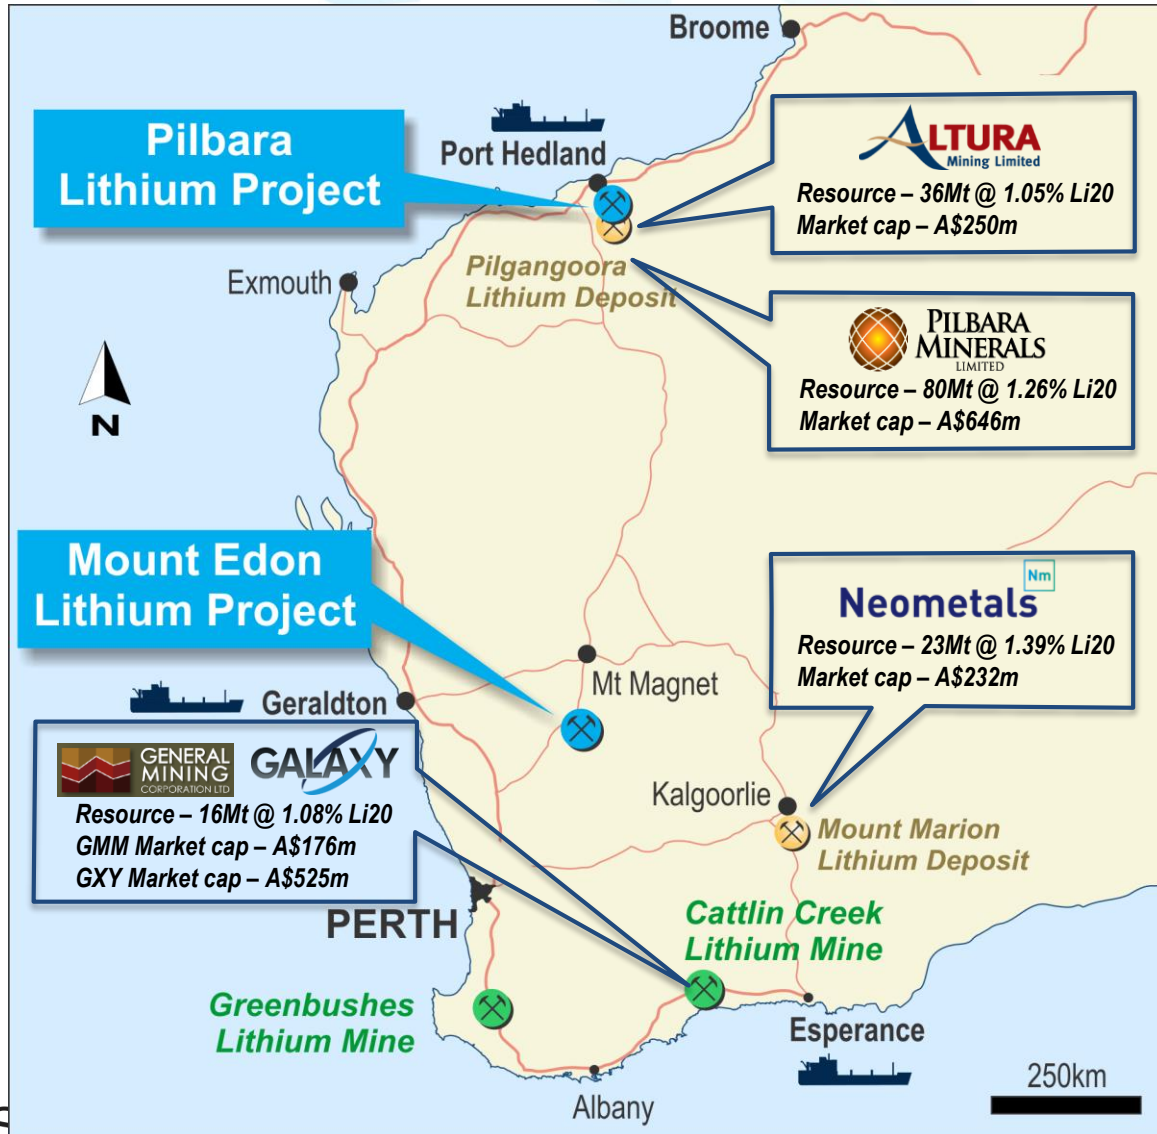 Broome
Pilbara
Lithium Project
Port Hedland
ALTURA
Mining Limited
Resource – 36Mt @ 1.05% Li20
Market cap – A$250m
Exmouth
Pilgangoora
Lithium Deposit
PILBARA
MINERALS
LIMITED
Resource – 80Mt @ 1.26% Li20
Market cap – A$646m
N
Mount Edon
Lithium Project
Nm
Neometals
Resource – 23Mt @ 1.39% Li20
Market cap – A$232m
Mt Magnet
Geraldton
GENERAL
MINING
CORPORATION LTD
GALAXY
Resource – 16Mt @ 1.08% Li20
GMM Market cap – A$176m
GXY Market cap – A$525m
Kalgoorlie
Mount Marion
Lithium Deposit
PERTH
Cattlin Creek
Lithium Mine
Greenbushes
Lithium Mine
Esperance
250km
Albany